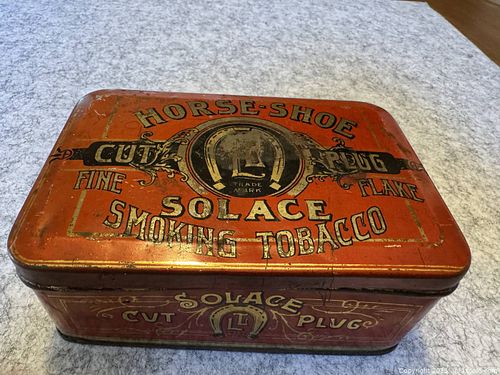 HORSE-SHOE
CUT PLUG
FINE FLAKE
TRADE
MARK
SOLACE
SMOKING TOBACCO
SOLACE
CUT PLUG